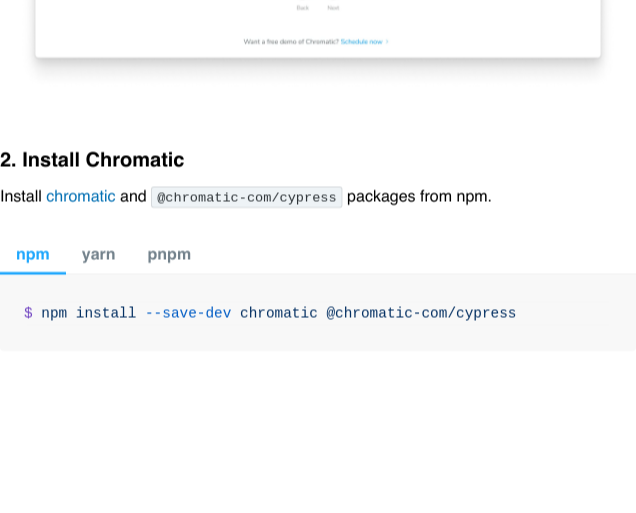 Back Next
Want a free demo of Chromatic? Schedule now
2. Install Chromatic
Install chromatic and @chromatic-com/cypress packages from npm.
npm yarn pnpm
$ npm install --save-dev chromatic @chromatic-com/cypress